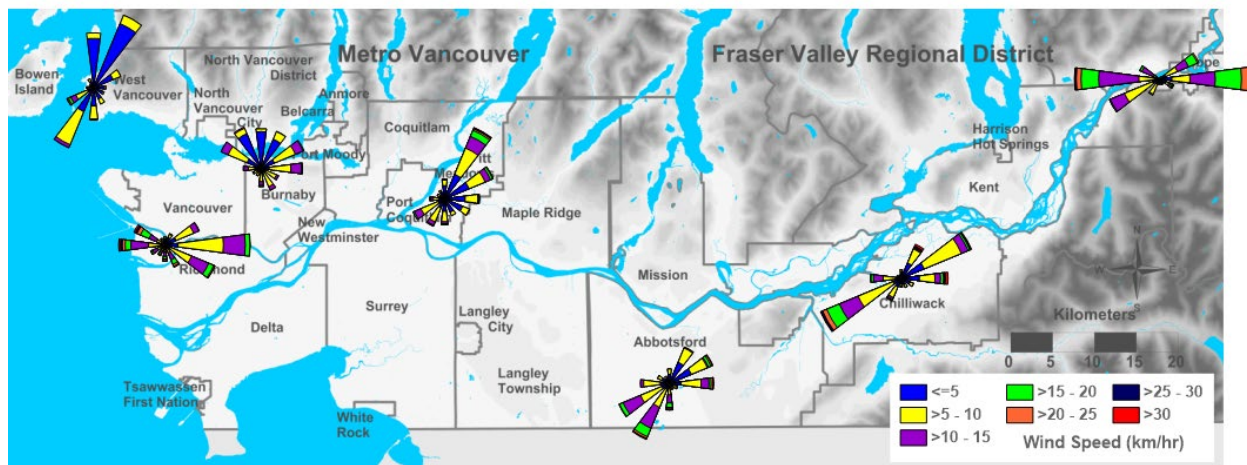 Metro Vancouver
Fraser Valley Regional District
Bowen
Island
West
Vancouver
North Vancouver
District
North
Vancouver
City
Anmore
Belcarra
Coquitlam
Port Moody
Burnaby
Vancouver
Port
New
Westminster
Maple Ridge
Richmond
Harrison
Hot Springs
Kent
Mission
Chilliwack
Delta
Surrey
Langley
City
Abbotsford
Langley
Township
Tsawwassen
First Nation
White
Rock
N
W
E
S
Kilometers
0 5 10 20
<=5
>5 - 10
>10 - 15
>15 - 20
>20 - 25
>30
>25 - 30
Wind Speed (km/hr)